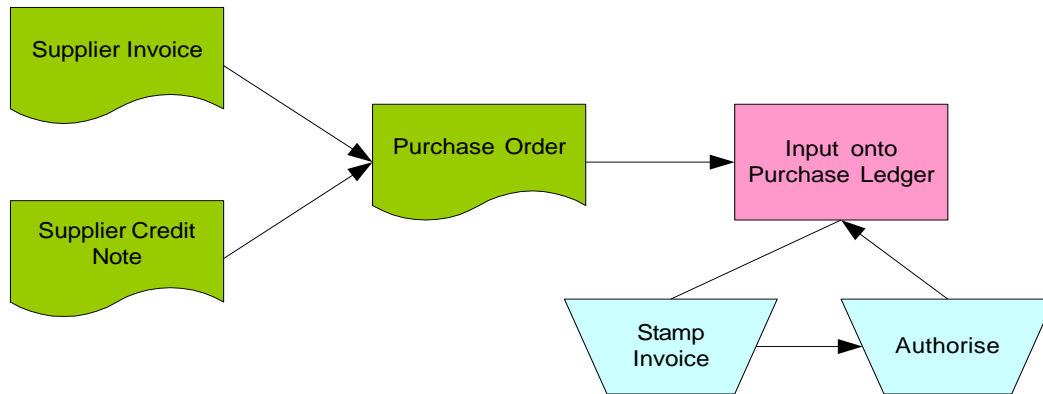 Supplier Invoice
Supplier Credit
Note
Purchase Order
Input onto
Purchase Ledger
Stamp
Invoice
Authorise